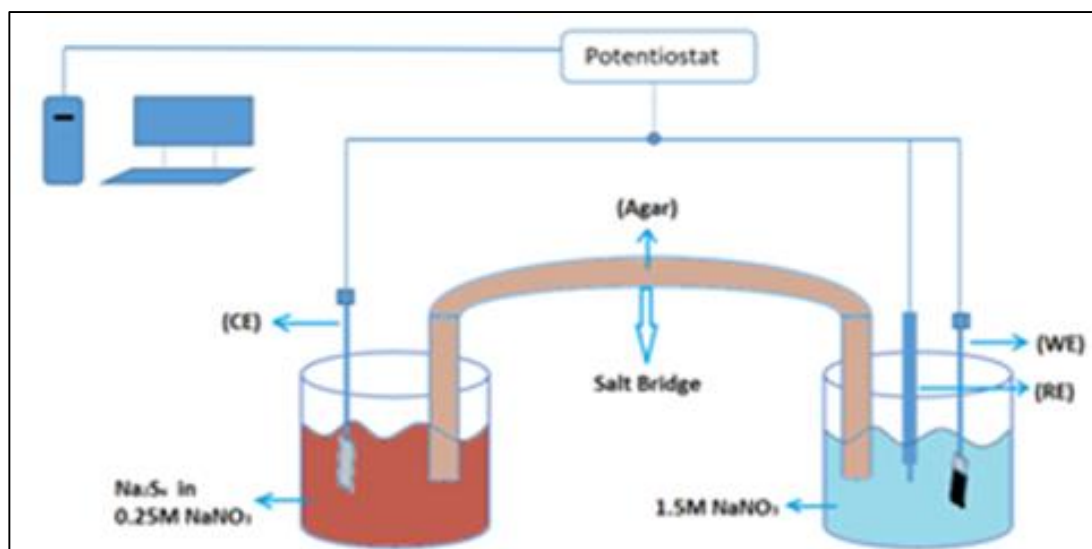 Potentiostat
(Agar)
(CE)
(WE)
Salt Bridge
(RE)
Na₂Sₓ in
0.25M NaNO₃
1.5M NaNO₃